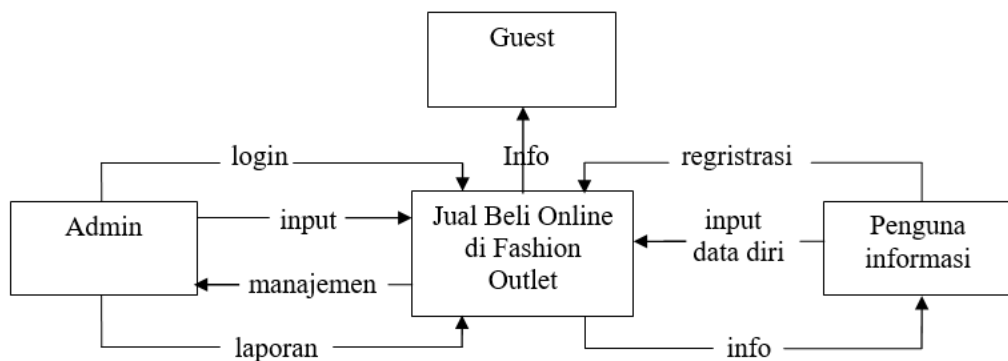 Guest
login
Info
regristrasi
Admin
input
Jual Beli Online
di Fashion
Outlet
input
data diri
Penguna
informasi
manajemen
laporan
info